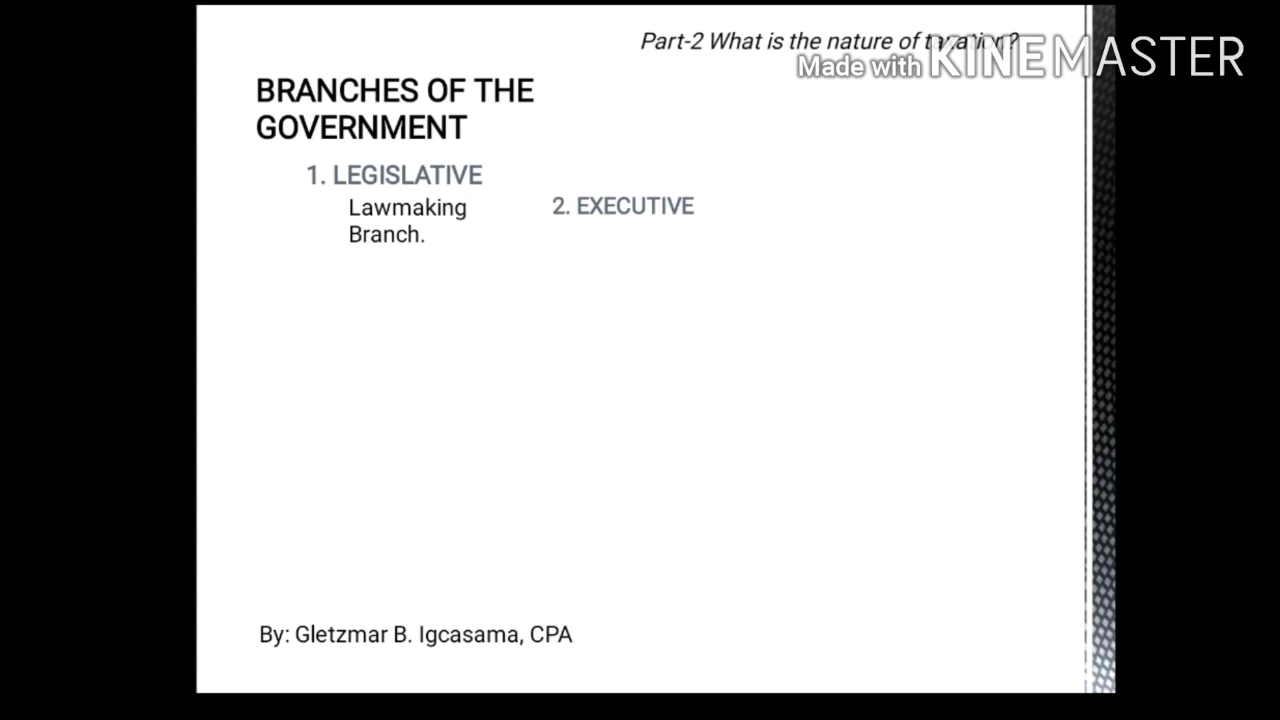 Part-2 What is the nature of taxation?
Made with KINEMASTER
BRANCHES OF THE
GOVERNMENT
1. LEGISLATIVE
Lawmaking
Branch.
2. EXECUTIVE
By: Gletzmar B. Igcasama, CPA